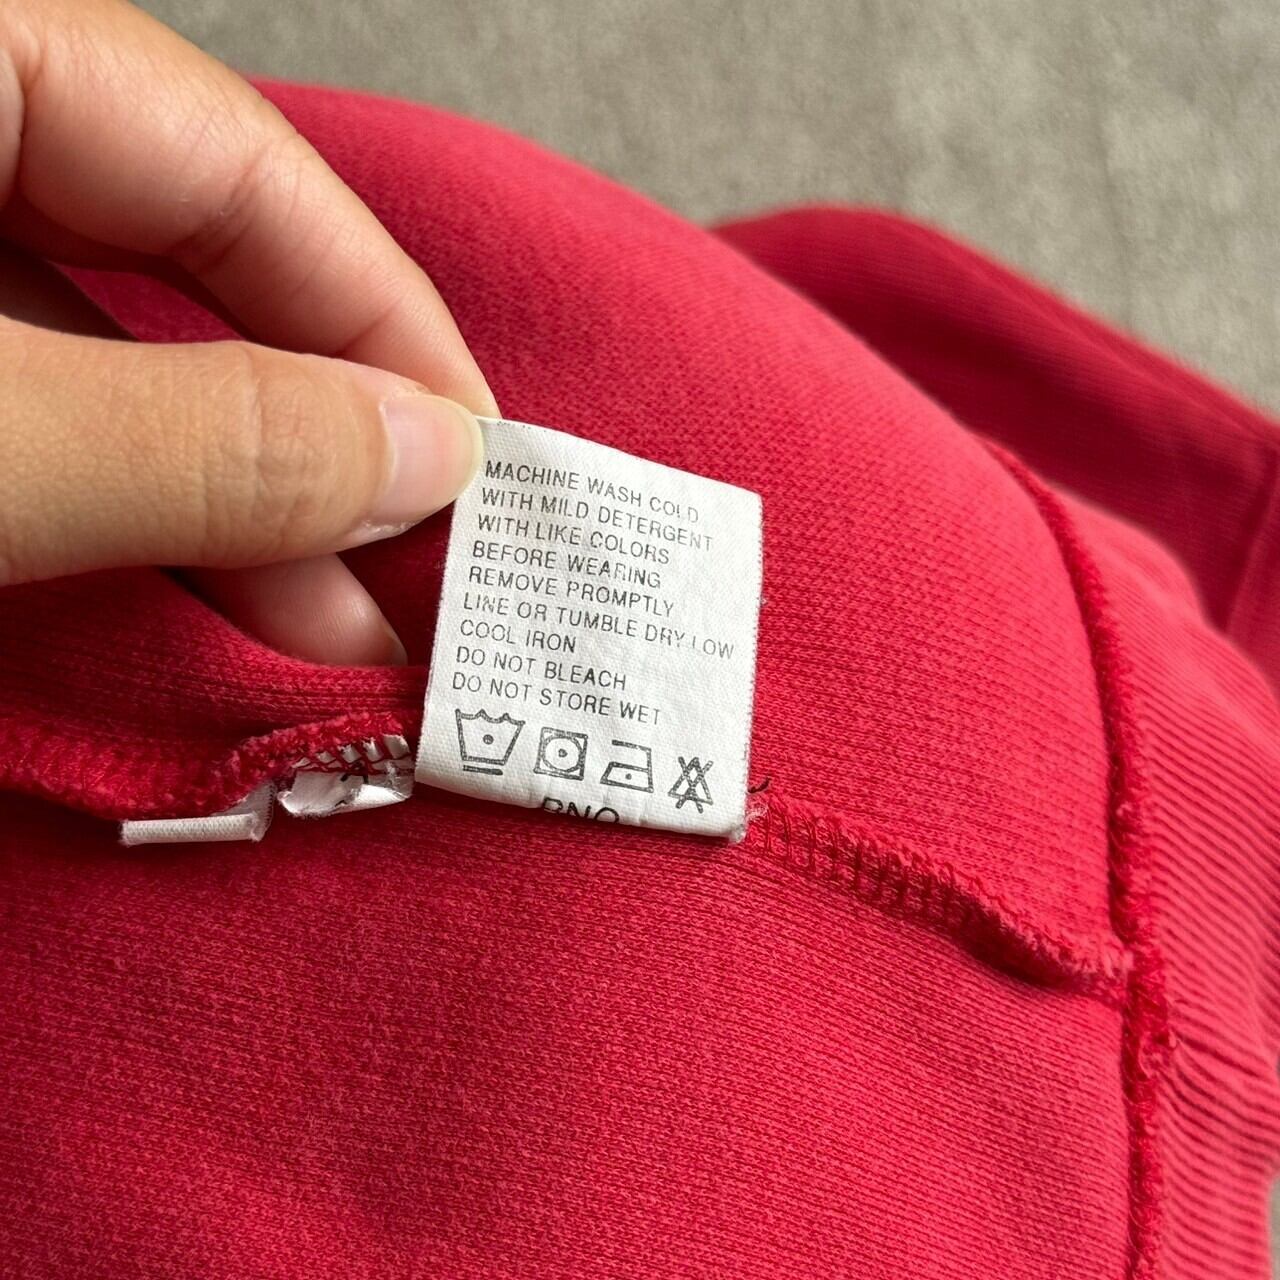 MACHINE WASH COLD
WITH MILD DETERGENT
WITH LIKE COLORS
BEFORE WEARING
REMOVE PROMPTLY
LINE OR TUMBLE DRY LOW
COOL IRON
DO NOT BLEACH
DO NOT STORE WET